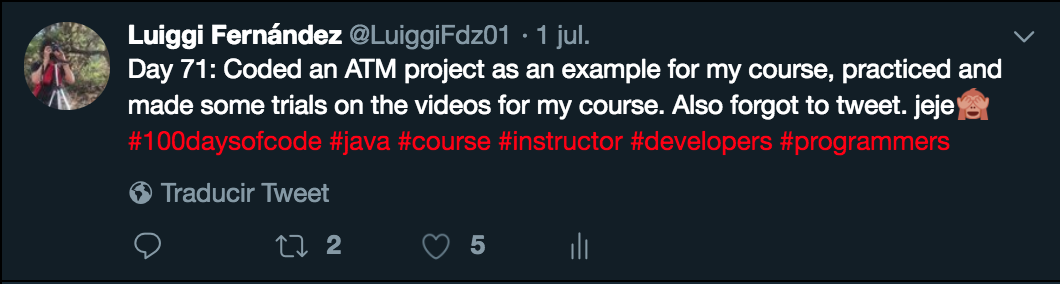 Luiggi Fernández @LuiggiFdz01 · 1 jul.
Day 71: Coded an ATM project as an example for my course, practiced and
made some trials on the videos for my course. Also forgot to tweet. jeje🙈
#100daysofcode #java #course #instructor #developers #programmers
Traducir Tweet
2 5